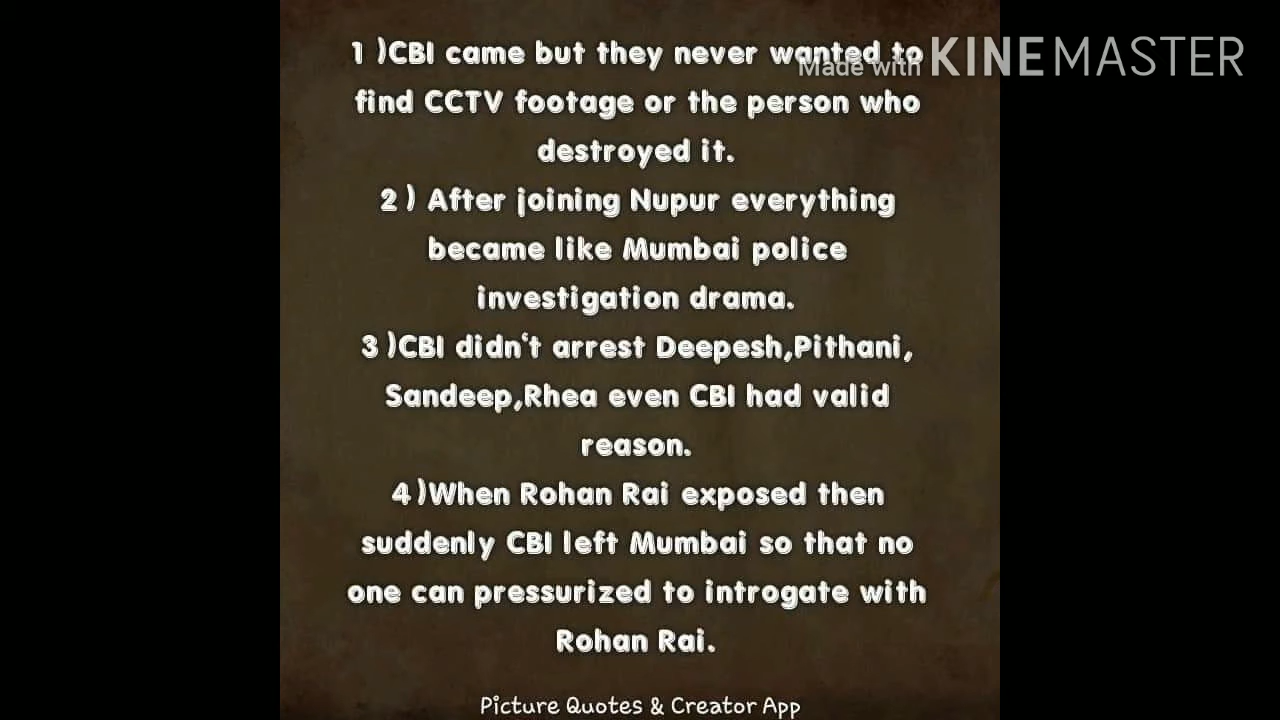 1 )CBI came but they never wanted to
Made with KINEMASTER
find CCTV footage or the person who
destroyed it.
2 ) After joining Nupur everything
became like Mumbai police
investigation drama.
3 )CBI didn't arrest Deepesh,Pithani,
Sandeep,Rhea even CBI had valid
reason.
4 )When Rohan Rai exposed then
suddenly CBI left Mumbai so that no
one can pressurized to introgate with
Rohan Rai.
Picture Quotes & Creator App